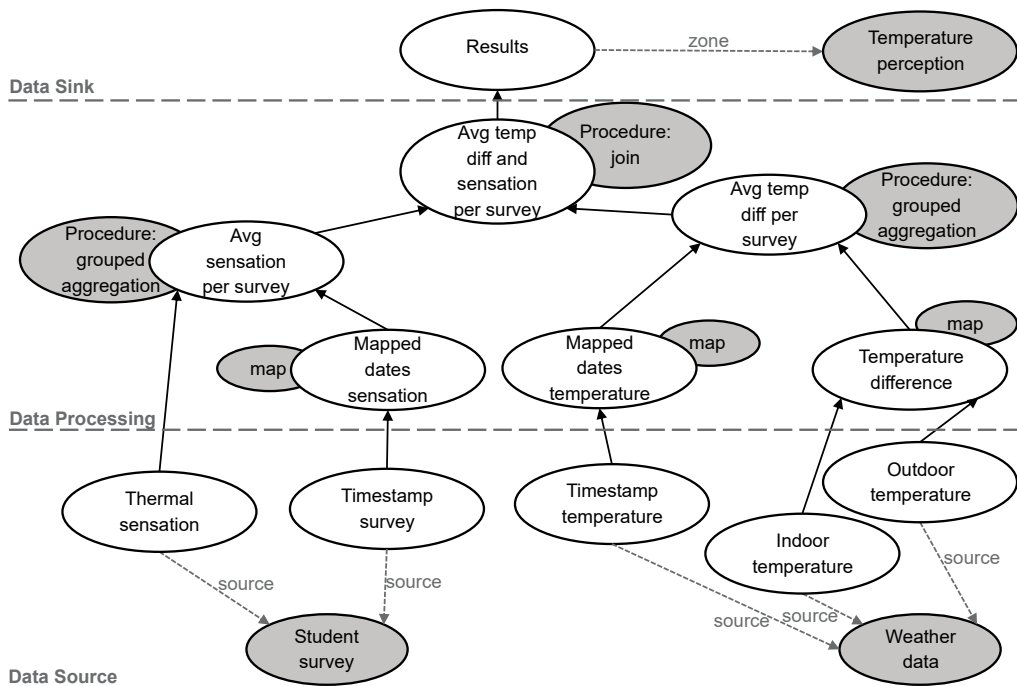 Results
zone
Temperature
perception
Data Sink
Avg temp
diff and
sensation
per survey
Procedure:
join
Avg temp
diff per
survey
Procedure:
grouped
aggregation
Procedure:
grouped
aggregation
Avg
sensation
per survey
map
Mapped
dates
sensation
Mapped
dates
temperature
map
Temperature
difference
map
Data Processing
Thermal
sensation
Timestamp
survey
Timestamp
temperature
Indoor
temperature
Outdoor
temperature
source
source
source
source
source
Student
survey
Weather
data
Data Source